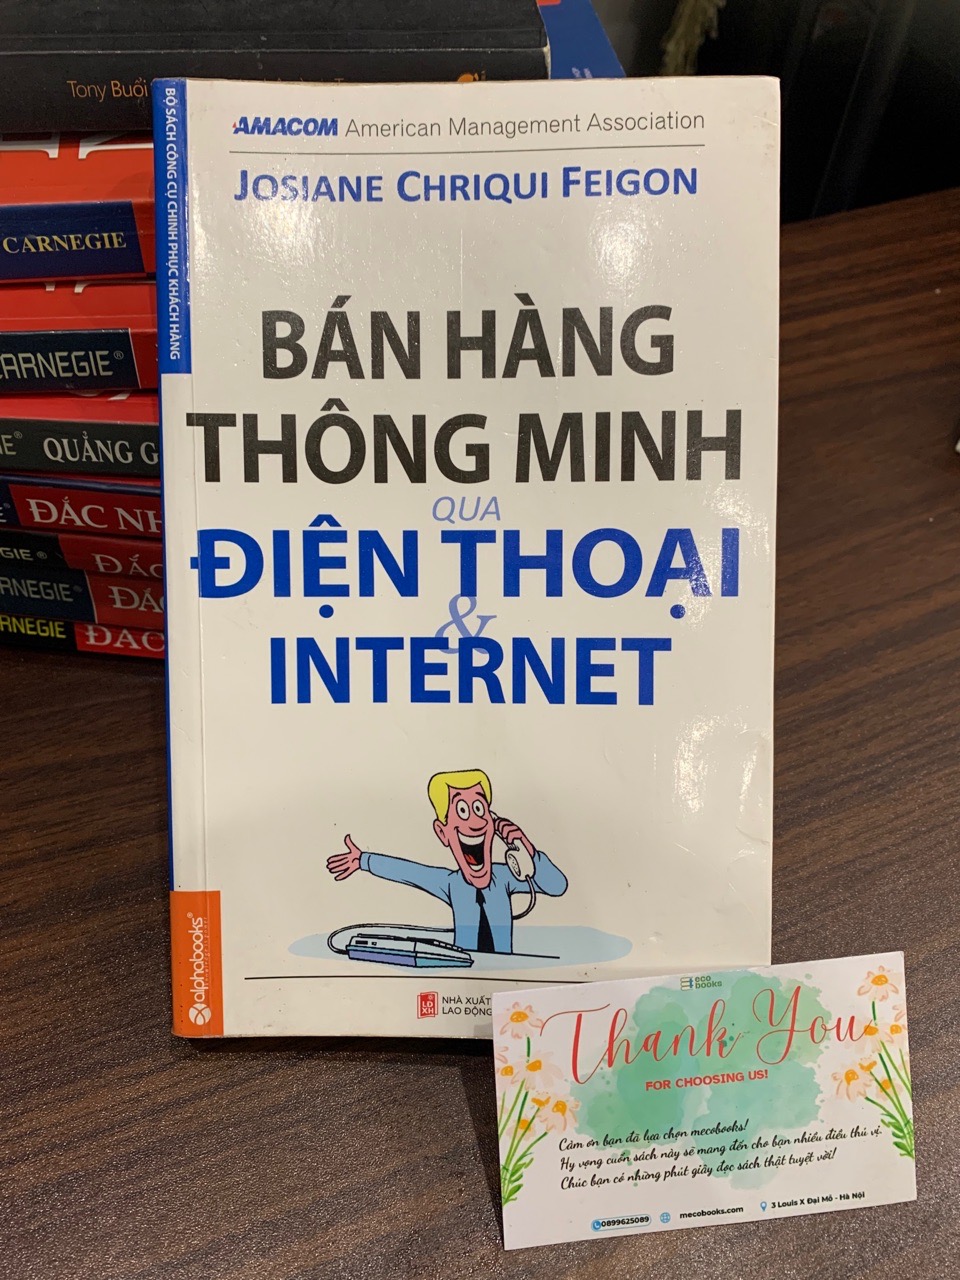 Tony Buổi
CARNEGIE
CARNEGIE®
QUẢNG G
ĐẮC NH
ĐẮC
ĐẮC
ĐẮC
BỘ SÁCH CÔNG CỤ CHINH PHỤC KHÁCH HÀNG
AMACOM American Management Association
JOSIANE CHRIQUI FEIGON
BÁN HÀNG
THÔNG MINH
QUA
ĐIỆN THOẠI
&
INTERNET
alphabooks®
NHÀ XUẤT
LAO ĐỘNG
LĐ
XH
eco
books
Thank You
FOR CHOOSING US!
Cảm ơn bạn đã lựa chọn mecobooks!
Hy vọng cuốn sách này sẽ mang đến cho bạn nhiều điều thú vị.
Chúc bạn có những phút giây đọc sách thật tuyệt vời!
0899625089
mecobooks.com
3 Louis X Đại Mỗ - Hà Nội